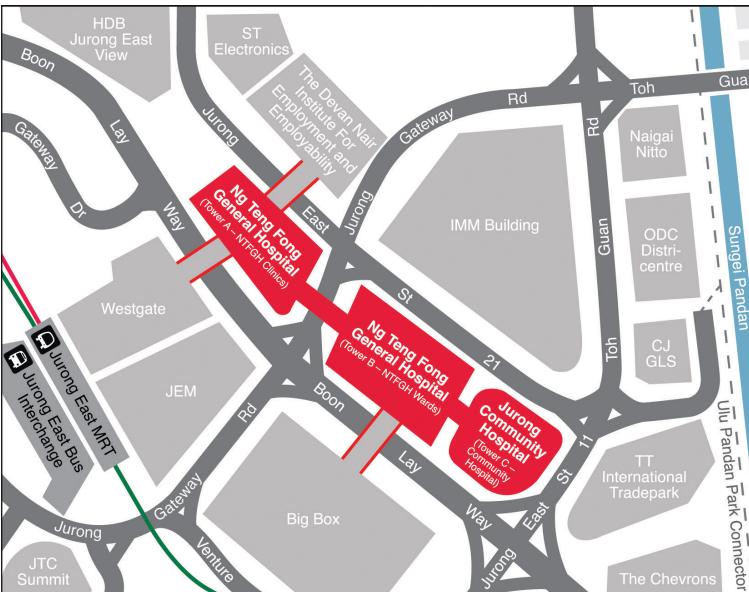 HDB
Jurong East
View
ST
Electronics
The Devan Nair
Institute For
Employment and
Employability
Boon
Lay
Way
Gateway
Dr
Jurong
East
St
21
Jurong
Gateway
Rd
Toh
Gua
Rd
Guan
Toh
Naigai
Nitto
ODC
Distri-
centre
CJ
GLS
Sungei Pandan
Ulu Pandan Park Connector
IMM Building
Ng Teng Fong
General Hospital
(Tower A – NTFGH Clinics)
Ng Teng Fong
General Hospital
(Tower B – NTFGH Wards)
Jurong
Community
Hospital
(Tower C –
Community
Hospital)
Westgate
JEM
Jurong East MRT
Jurong East Bus
Interchange
Boon
Lay
Way
Jurong
Gateway
Rd
Venture
Big Box
Jurong
East
St
11
TT
International
Tradepark
The Chevrons
JTC
Summit